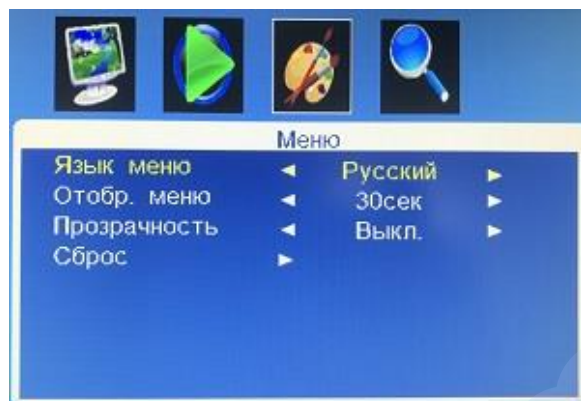 Меню
Язык меню ◄ Русский ►
Отобр. меню ◄ 30сек ►
Прозрачность ◄ Выкл. ►
Сброс ►